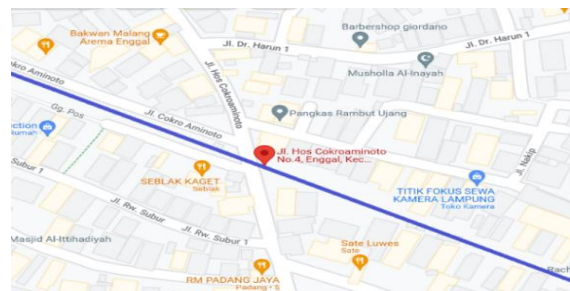 Barbershop giordano
Bakwan Malang
Arema Enggal
Jl. Dr. Harun 1
Jl. Dr. Harun 1
Musholla Al-Inayah
Jl. Hos Cokroaminoto
kro Aminoto
Gg. Pos
Jl. Cokro Aminoto
Pangkas Rambut Ujang
ction
Rumah
Jl. Hos Cokroaminoto
No.4, Enggal, Kec...
Jl. Nakip
Subur 1
SEBLAK KAGET
Seblak
TITIK FOKUS SEWA
KAMERA LAMPUNG
Toko Kamera
Jl. Rw. Subur
Jl. Rw. Subur 1
Masjid Al-Ittihadiyah
Sate Luwes
Sate
RM PADANG JAYA
Padang • S
Rach